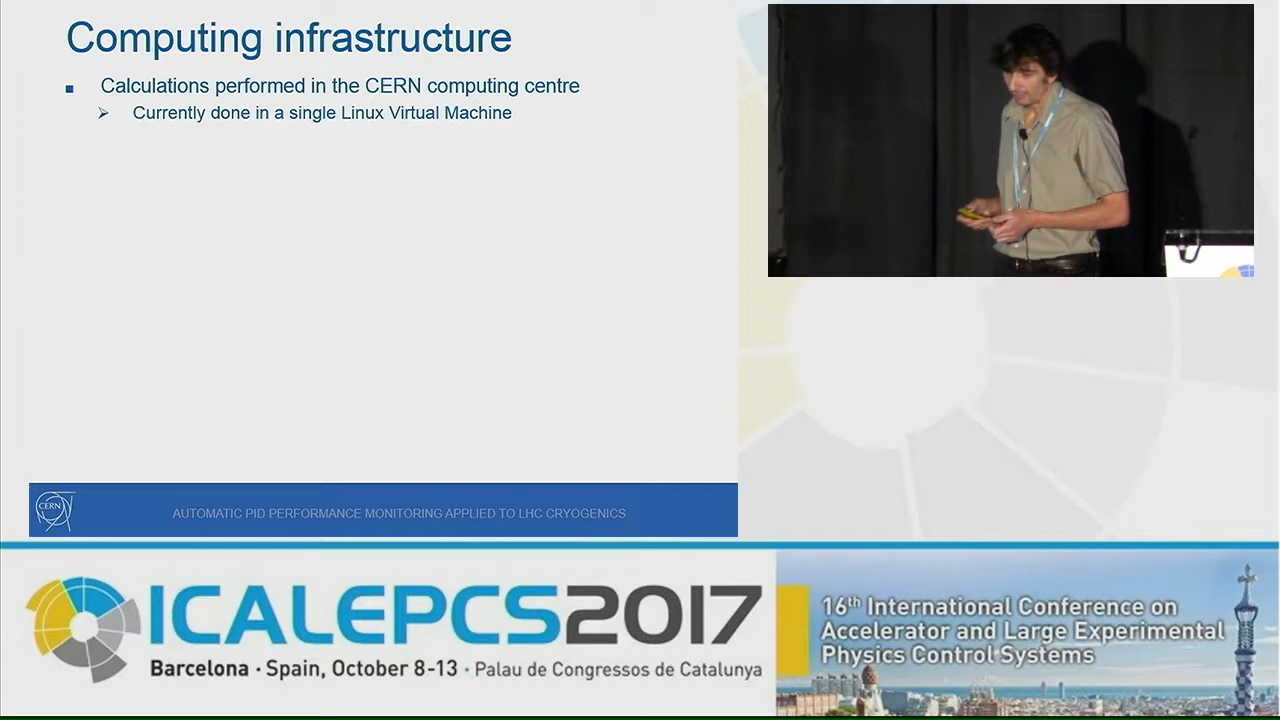 Computing infrastructure
Calculations performed in the CERN computing centre
Currently done in a single Linux Virtual Machine
CERN
AUTOMATIC PID PERFORMANCE MONITORING APPLIED TO LHC CRYOGENICS
ICALEPCS2017
Barcelona · Spain, October 8-13 · Palau de Congressos de Catalunya
16th International Conference on
Accelerator and Large Experimental
Physics Control Systems